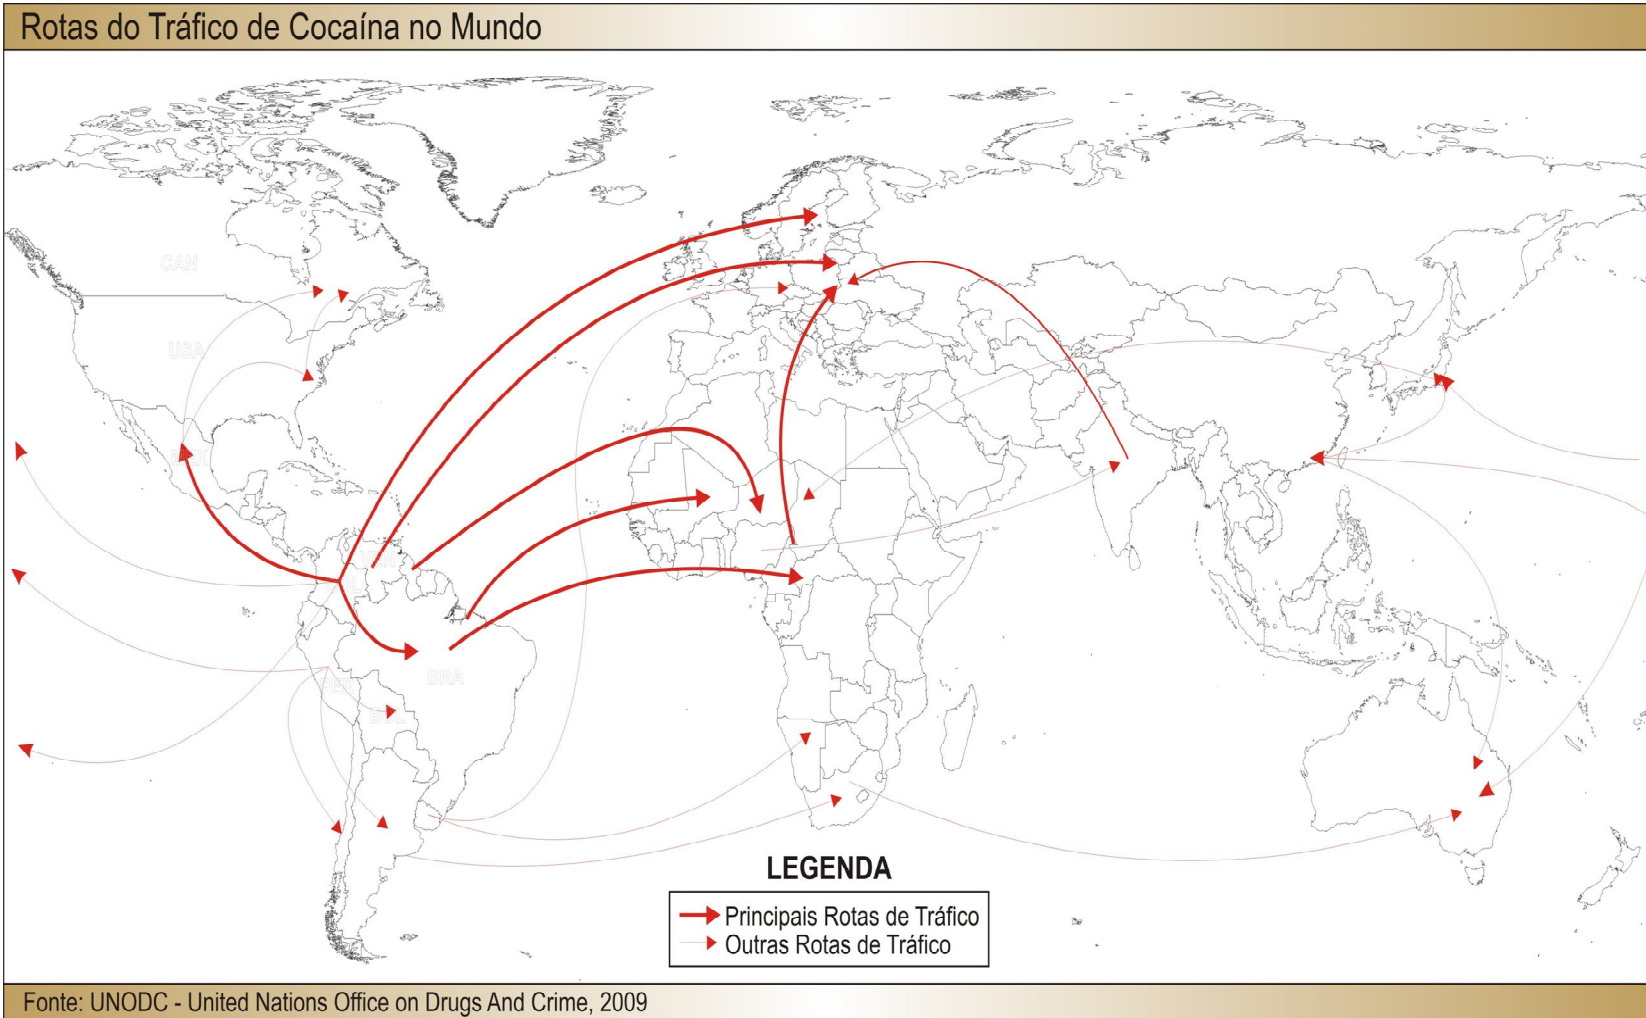 Rotas do Tráfico de Cocaína no Mundo
CAN
USA
BRA
LEGENDA
Principais Rotas de Tráfico
Outras Rotas de Tráfico
Fonte: UNODC - United Nations Office on Drugs And Crime, 2009